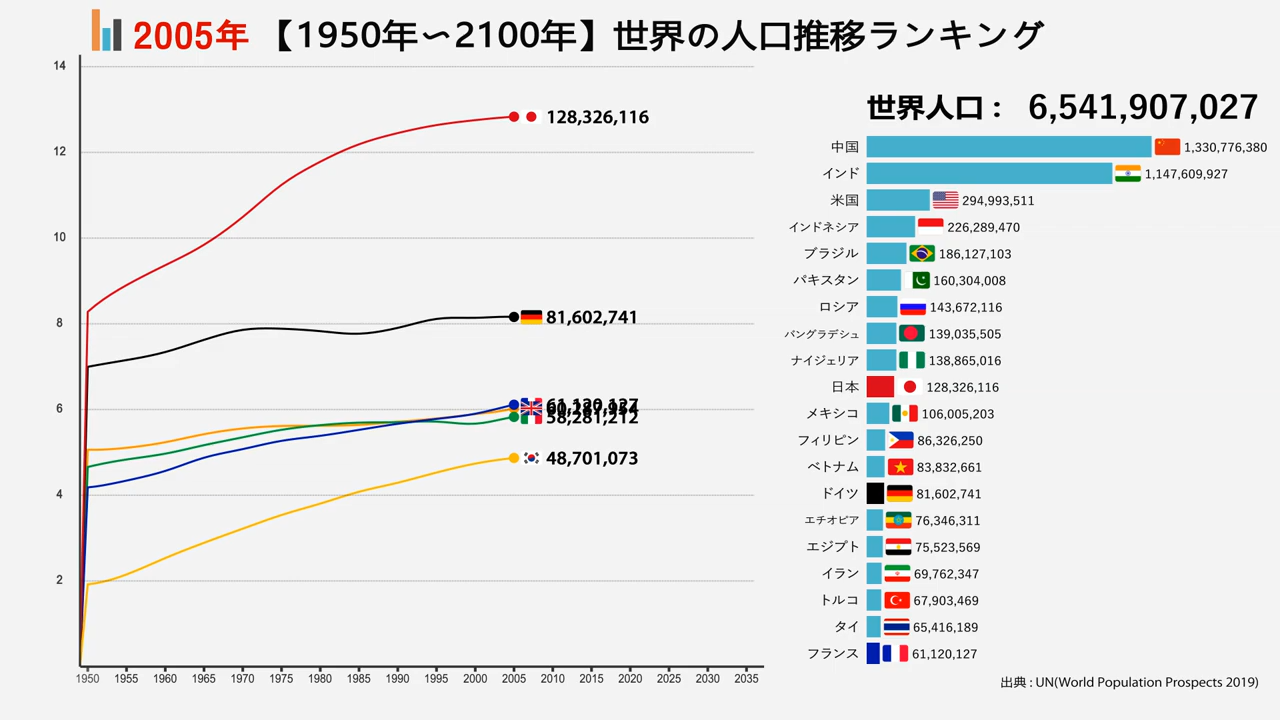 2005年 【1950年〜2100年】世界の人口推移ランキング
14
12
10
8
6
4
2
128,326,116
81,602,741
61,120,127
58,281,212
48,701,073
1950 1955 1960 1965 1970 1975 1980 1985 1990 1995 2000 2005 2010 2015 2020 2025 2030 2035
世界人口： 6,541,907,027
中国 1,330,776,380
インド 1,147,609,927
米国 294,993,511
インドネシア 226,289,470
ブラジル 186,127,103
パキスタン 160,304,008
ロシア 143,672,116
バングラデシュ 139,035,505
ナイジェリア 138,865,016
日本 128,326,116
メキシコ 106,005,203
フィリピン 86,326,250
ベトナム 83,832,661
ドイツ 81,602,741
エチオピア 76,346,311
エジプト 75,523,569
イラン 69,762,347
トルコ 67,903,469
タイ 65,416,189
フランス 61,120,127
出典 : UN(World Population Prospects 2019)